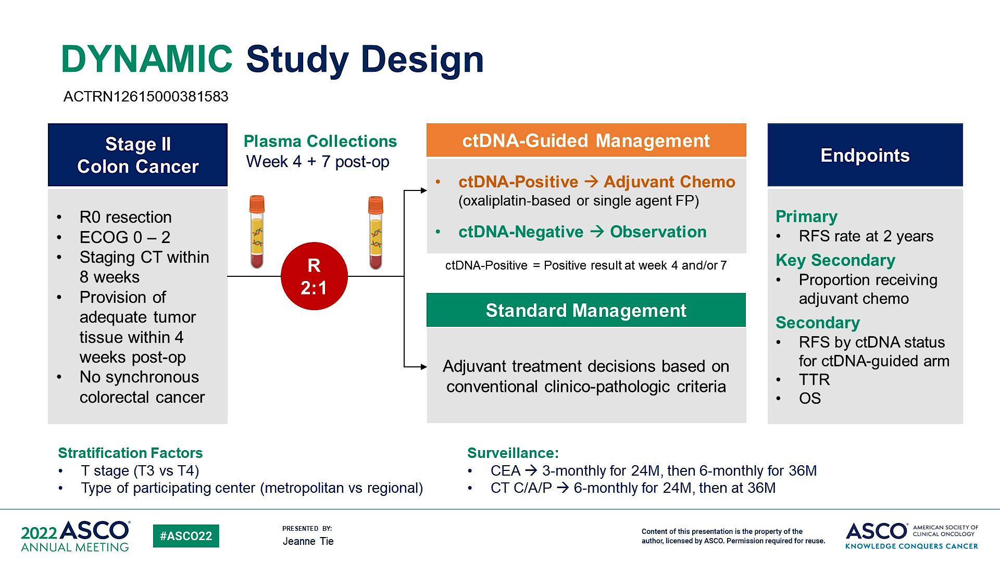 DYNAMIC Study Design
ACTRN12615000381583
Stage II
Colon Cancer
• R0 resection
• ECOG 0 – 2
• Staging CT within
8 weeks
• Provision of
adequate tumor
tissue within 4
weeks post-op
• No synchronous
colorectal cancer
Plasma Collections
Week 4 + 7 post-op
R
2:1
ctDNA-Guided Management
• ctDNA-Positive → Adjuvant Chemo
(oxaliplatin-based or single agent FP)
• ctDNA-Negative → Observation
ctDNA-Positive = Positive result at week 4 and/or 7
Standard Management
Adjuvant treatment decisions based on
conventional clinico-pathologic criteria
Endpoints
Primary
• RFS rate at 2 years
Key Secondary
• Proportion receiving
adjuvant chemo
Secondary
• RFS by ctDNA status
for ctDNA-guided arm
• TTR
• OS
Stratification Factors
• T stage (T3 vs T4)
• Type of participating center (metropolitan vs regional)
Surveillance:
• CEA → 3-monthly for 24M, then 6-monthly for 36M
• CT C/A/P → 6-monthly for 24M, then at 36M
2022 ASCO®
ANNUAL MEETING
#ASCO22
PRESENTED BY:
Jeanne Tie
Content of this presentation is the property of the
author, licensed by ASCO. Permission required for reuse.
ASCO® AMERICAN SOCIETY OF
CLINICAL ONCOLOGY
KNOWLEDGE CONQUERS CANCER